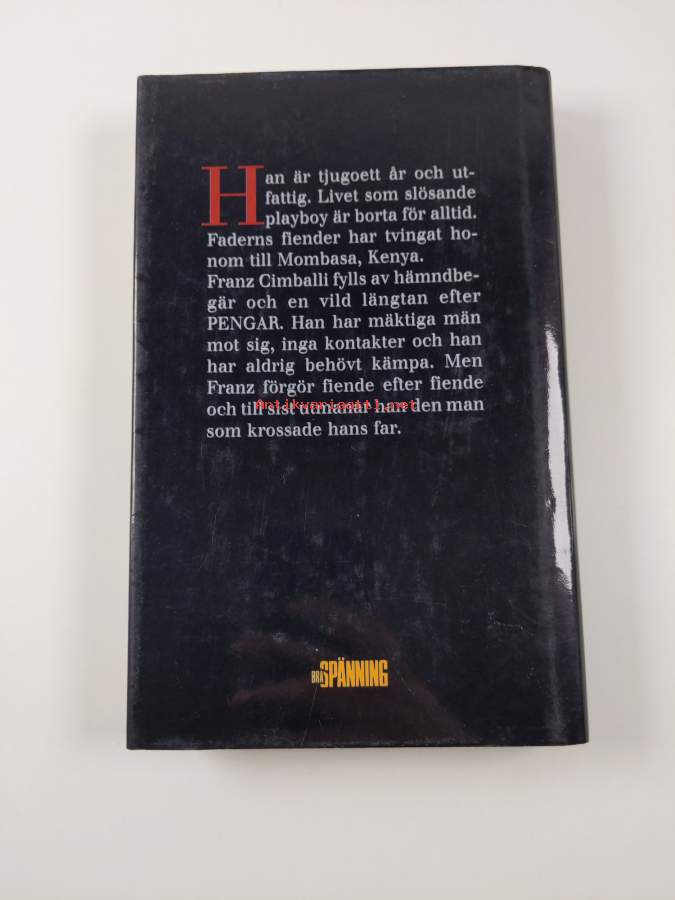 Han är tjugoett år och ut-
fattig. Livet som slösande
playboy är borta för alltid.
Faderns fiender har tvingat ho-
nom till Mombasa, Kenya.
Franz Cimballi fylls av hämndbe-
gär och en vild längtan efter
PENGAR. Han har mäktiga män
mot sig, inga kontakter och han
har aldrig behövt kämpa. Men
Franz förgör fiende efter fiende
och till sist utmanar han den man
som krossade hans far.
Antikvariaatti.net
BRA SPÄNNING